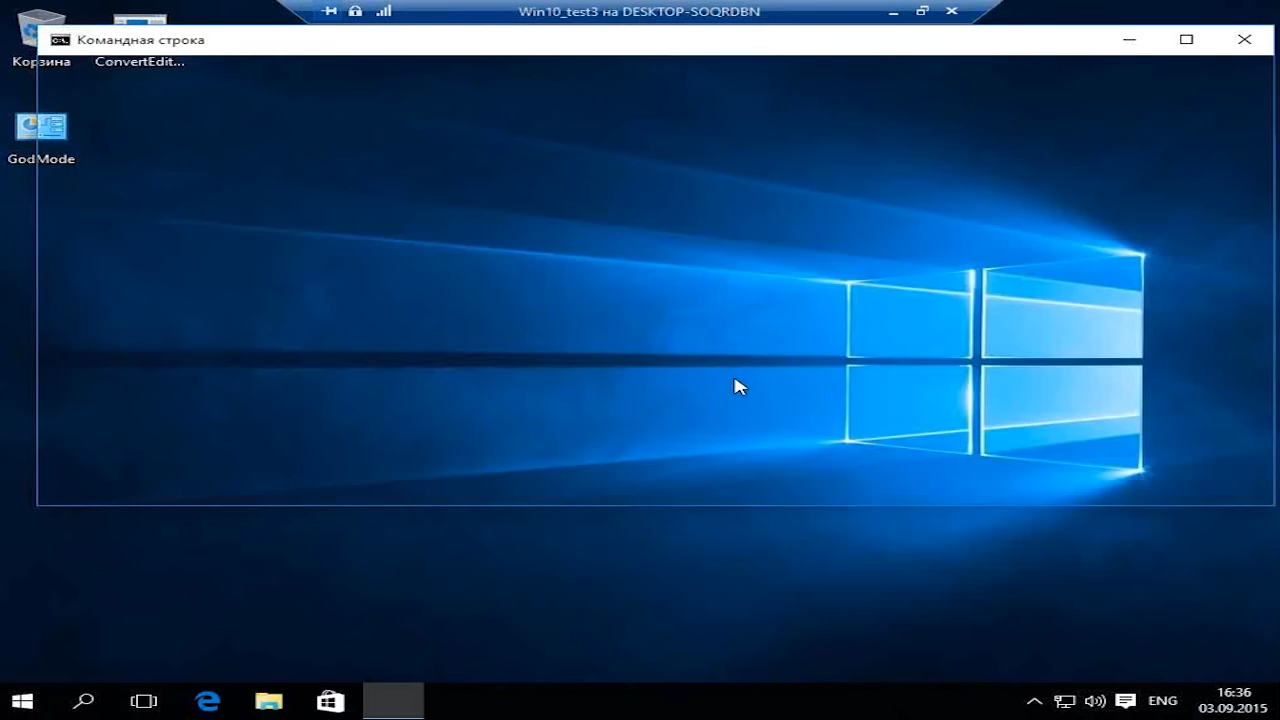 Win10_test3 на DESKTOP-SOQRDBN
Командная строка
Корзина
ConvertEdit...
GodMode
ENG
16:36
03.09.2015